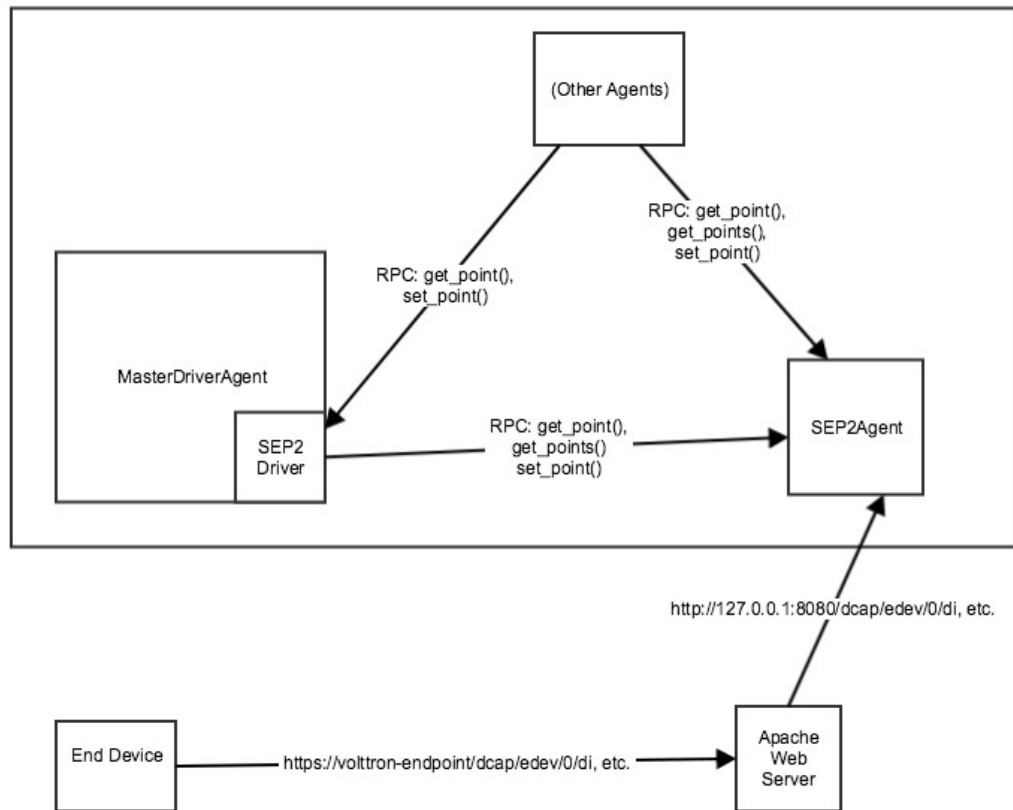 (Other Agents)
RPC: get_point(),
get_points(),
set_point()
RPC: get_point(),
set_point()
MasterDriverAgent
SEP2
Driver
RPC: get_point(),
get_points()
set_point()
SEP2Agent
http://127.0.0.1:8080/dcap/edev/0/di, etc.
End Device
https://volttron-endpoint/dcap/edev/0/di, etc.
Apache
Web
Server